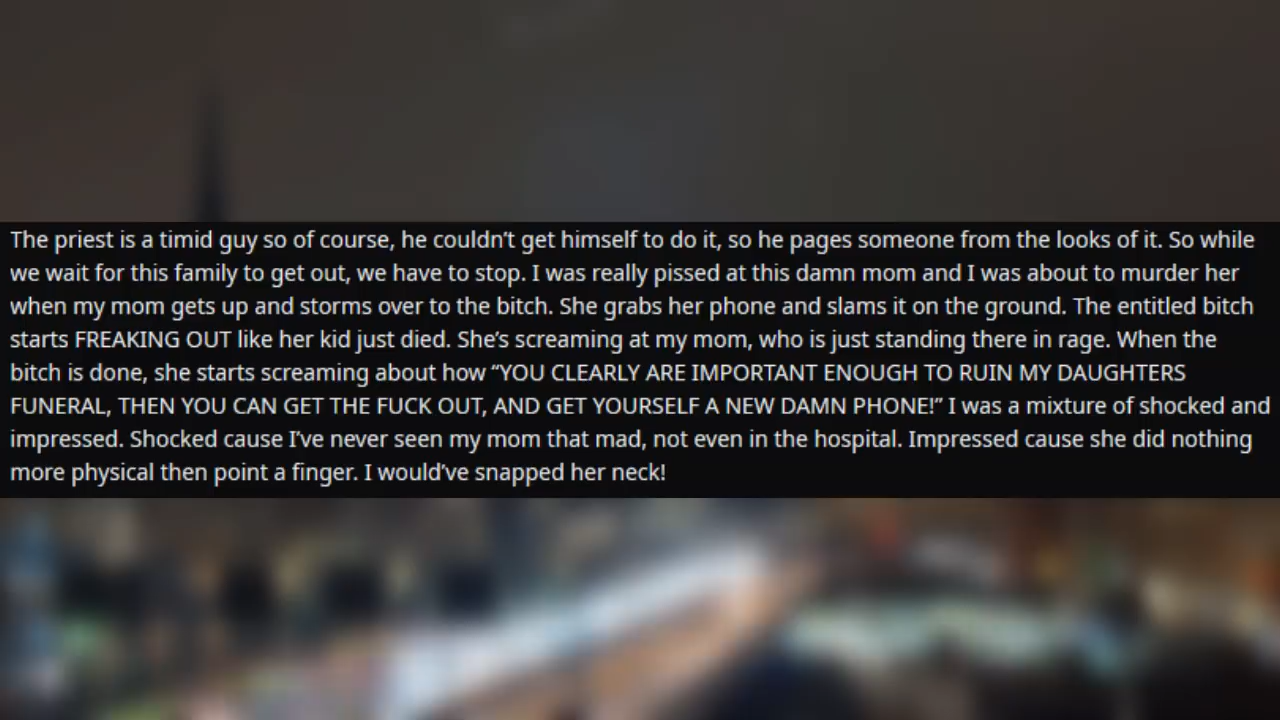 The priest is a timid guy so of course, he couldn’t get himself to do it, so he pages someone from the looks of it. So while
we wait for this family to get out, we have to stop. I was really pissed at this damn mom and I was about to murder her
when my mom gets up and storms over to the bitch. She grabs her phone and slams it on the ground. The entitled bitch
starts FREAKING OUT like her kid just died. She’s screaming at my mom, who is just standing there in rage. When the
bitch is done, she starts screaming about how “YOU CLEARLY ARE IMPORTANT ENOUGH TO RUIN MY DAUGHTERS
FUNERAL, THEN YOU CAN GET THE FUCK OUT, AND GET YOURSELF A NEW DAMN PHONE!” I was a mixture of shocked and
impressed. Shocked cause I’ve never seen my mom that mad, not even in the hospital. Impressed cause she did nothing
more physical then point a finger. I would’ve snapped her neck!